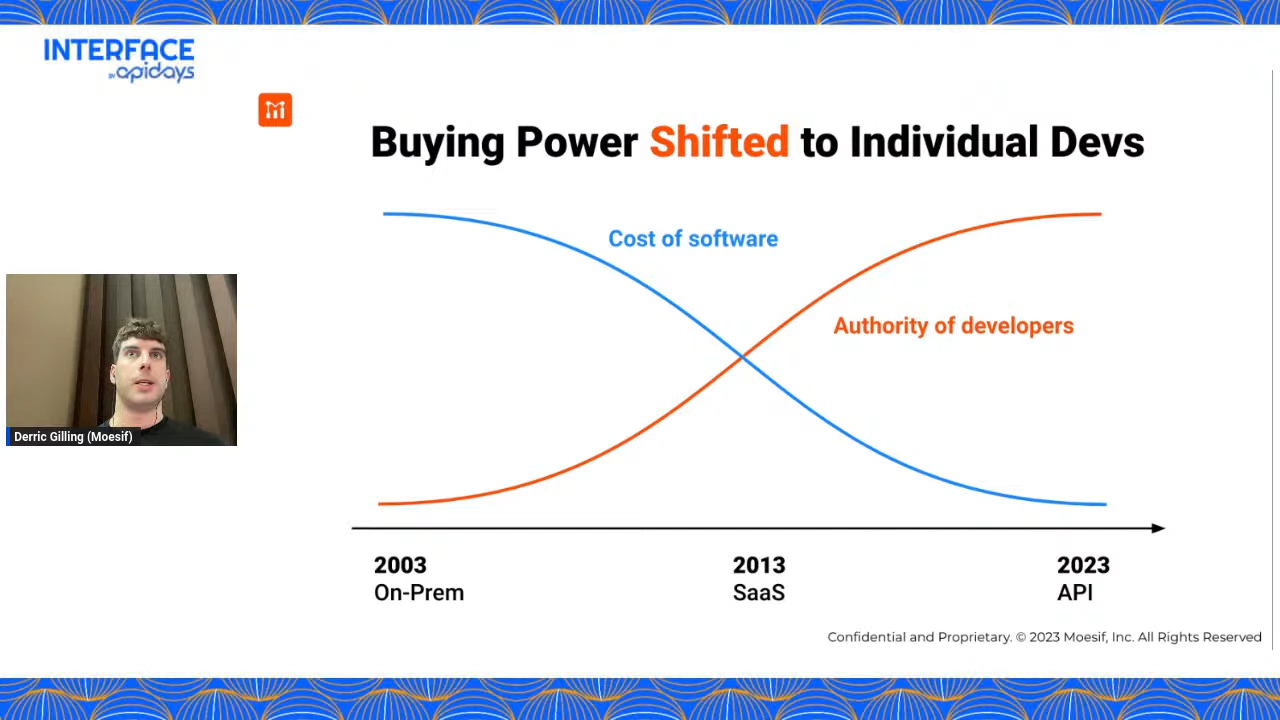 INTERFACE
BY apidays
Buying Power Shifted to Individual Devs
Cost of software
Authority of developers
Derric Gilling (Moesif)
2003
On-Prem
2013
SaaS
2023
API
Confidential and Proprietary. © 2023 Moesif, Inc. All Rights Reserved